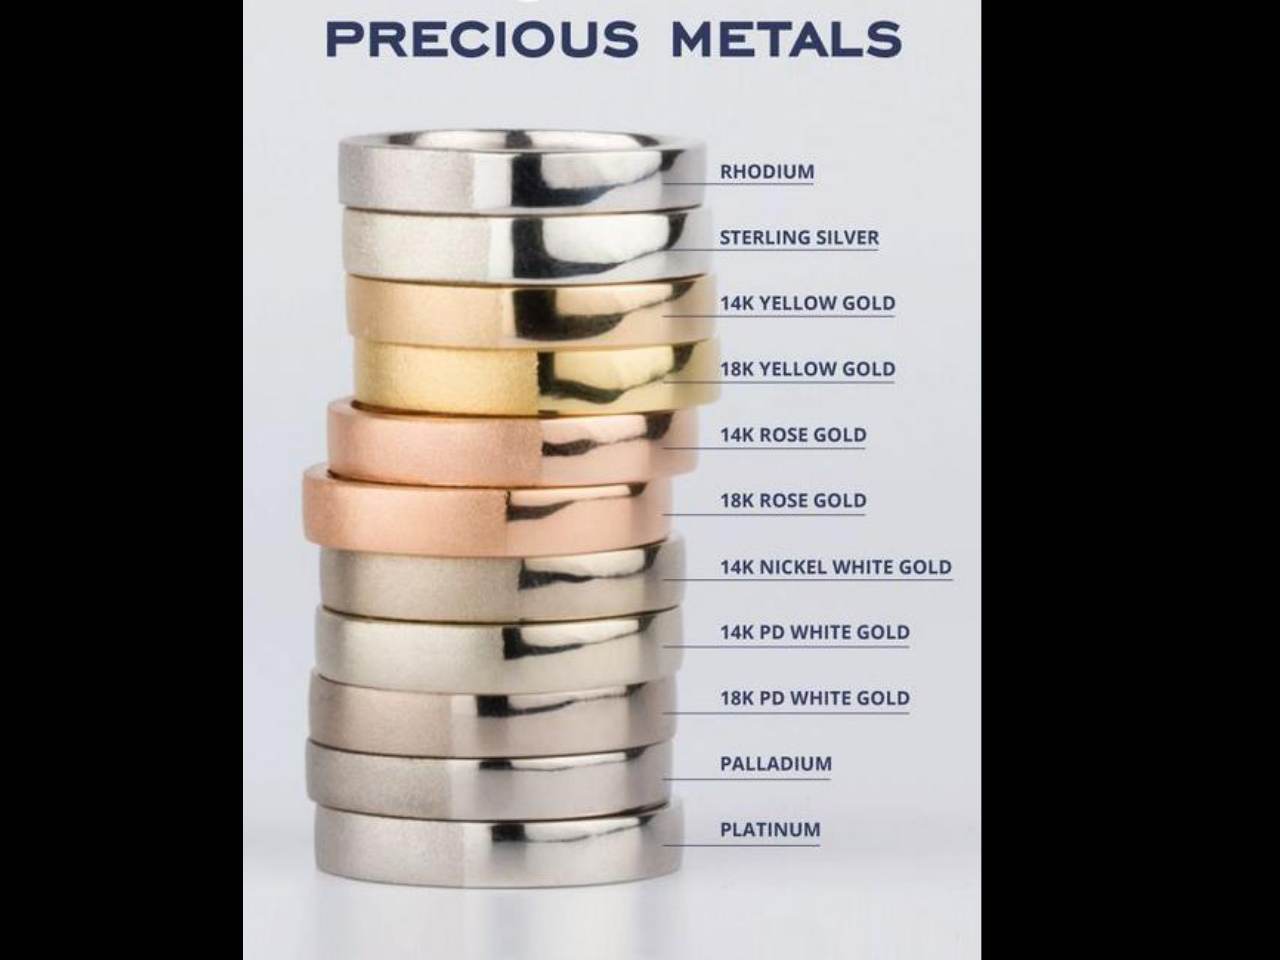 PRECIOUS METALS
RHODIUM
STERLING SILVER
14K YELLOW GOLD
18K YELLOW GOLD
14K ROSE GOLD
18K ROSE GOLD
14K NICKEL WHITE GOLD
14K PD WHITE GOLD
18K PD WHITE GOLD
PALLADIUM
PLATINUM